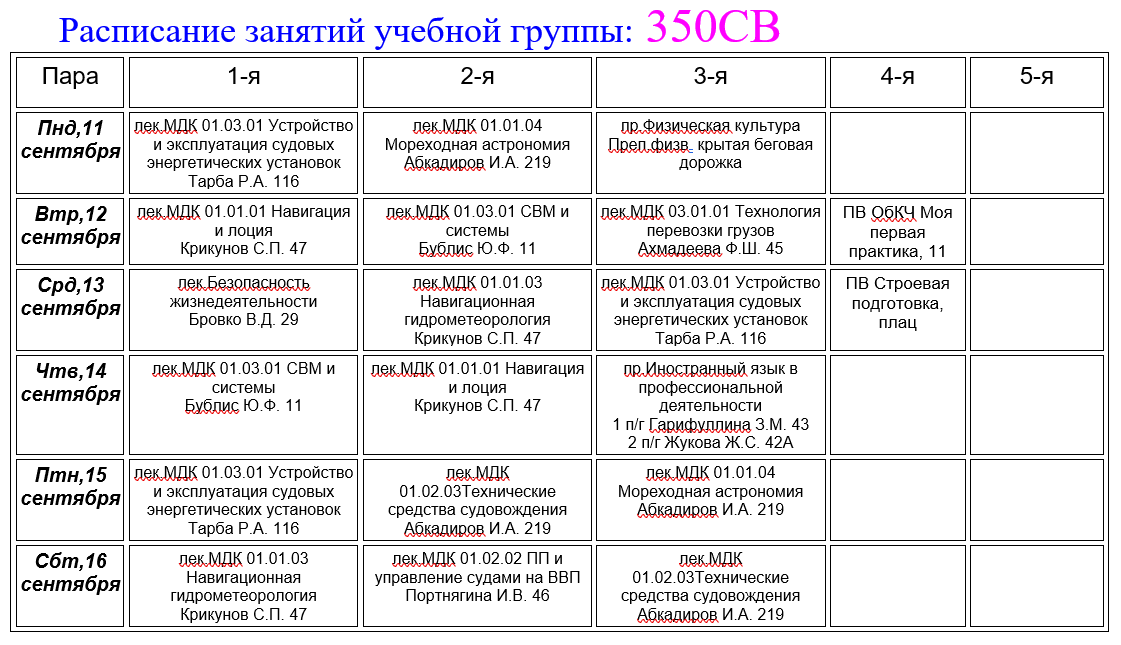 Расписание занятий учебной группы: 350СВ
Пара
1-я
2-я
3-я
4-я
5-я
Пнд,11
сентября
лек.МДК 01.03.01 Устройство
и эксплуатация судовых
энергетических установок
Тарба Р.А. 116
лек.МДК 01.01.04
Мореходная астрономия
Абкадиров И.А. 219
пр.Физическая культура
Преп.физв_ крытая беговая
дорожка
Втр,12
сентября
лек.МДК 01.01.01 Навигация
и лоция
Крикунов С.П. 47
лек.МДК 01.03.01 СВМ и
системы
Бублис Ю.Ф. 11
лек.МДК 03.01.01 Технология
перевозки грузов
Ахмадеева Ф.Ш. 45
ПВ ОбКЧ Моя
первая
практика, 11
Срд,13
сентября
лек.Безопасность
жизнедеятельности
Бровко В.Д. 29
лек.МДК 01.01.03
Навигационная
гидрометеорология
Крикунов С.П. 47
лек.МДК 01.03.01 Устройство
и эксплуатация судовых
энергетических установок
Тарба Р.А. 116
ПВ Строевая
подготовка,
плац
Чтв,14
сентября
лек.МДК 01.03.01 СВМ и
системы
Бублис Ю.Ф. 11
лек.МДК 01.01.01 Навигация
и лоция
Крикунов С.П. 47
пр.Иностранный язык в
профессиональной
деятельности
1 п/г Гарифуллина З.М. 43
2 п/г Жукова Ж.С. 42А
Птн,15
сентября
лек.МДК 01.03.01 Устройство
и эксплуатация судовых
энергетических установок
Тарба Р.А. 116
лек.МДК
01.02.03Технические
средства судовождения
Абкадиров И.А. 219
лек.МДК 01.01.04
Мореходная астрономия
Абкадиров И.А. 219
Сбт,16
сентября
лек.МДК 01.01.03
Навигационная
гидрометеорология
Крикунов С.П. 47
лек.МДК 01.02.02 ПП и
управление судами на ВВП
Портнягина И.В. 46
лек.МДК
01.02.03Технические
средства судовождения
Абкадиров И.А. 219